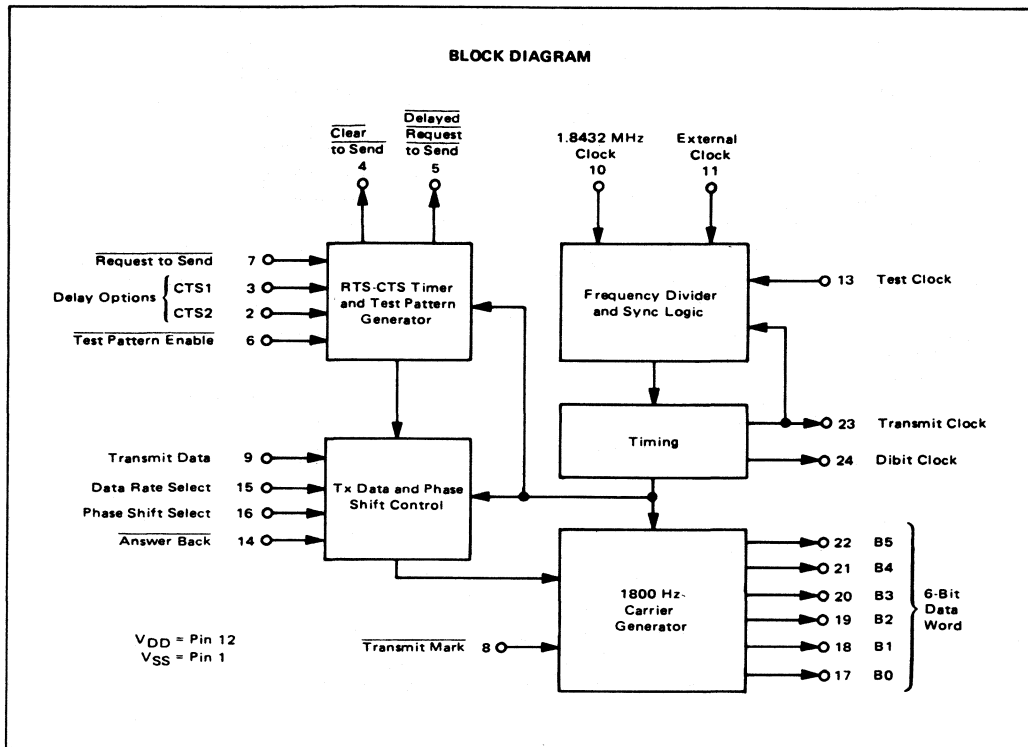 BLOCK DIAGRAM
Clear
to Send
4
Delayed
Request
to Send
5
1.8432 MHz
Clock
10
External
Clock
11
Request to Send 7
Delay Options { CTS1 3
CTS2 2
Test Pattern Enable 6
RTS-CTS Timer
and Test Pattern
Generator
Frequency Divider
and Sync Logic
13 Test Clock
Timing
23 Transmit Clock
24 Dibit Clock
Transmit Data 9
Data Rate Select 15
Phase Shift Select 16
Answer Back 14
Tx Data and Phase
Shift Control
1800 Hz
Carrier
Generator
Transmit Mark 8
22 B5
21 B4
20 B3
19 B2
18 B1
17 B0
6-Bit
Data
Word
VDD = Pin 12
VSS = Pin 1